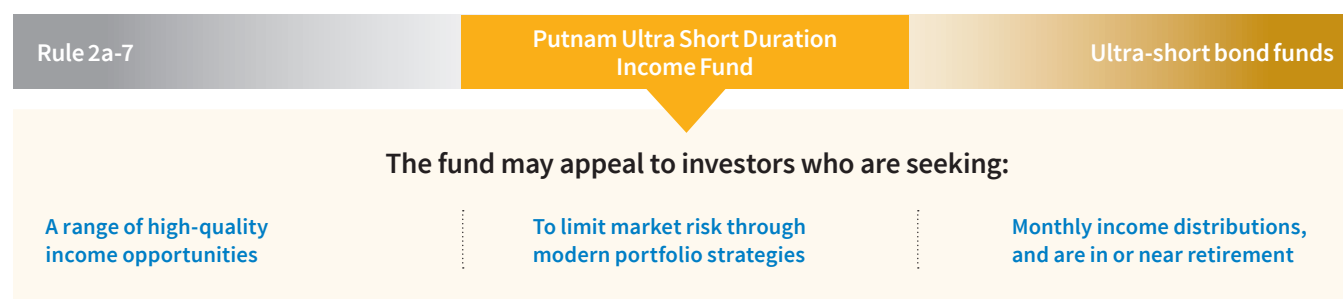 Rule 2a-7
Putnam Ultra Short Duration
Income Fund
Ultra-short bond funds
The fund may appeal to investors who are seeking:
A range of high-quality
income opportunities
To limit market risk through
modern portfolio strategies
Monthly income distributions,
and are in or near retirement